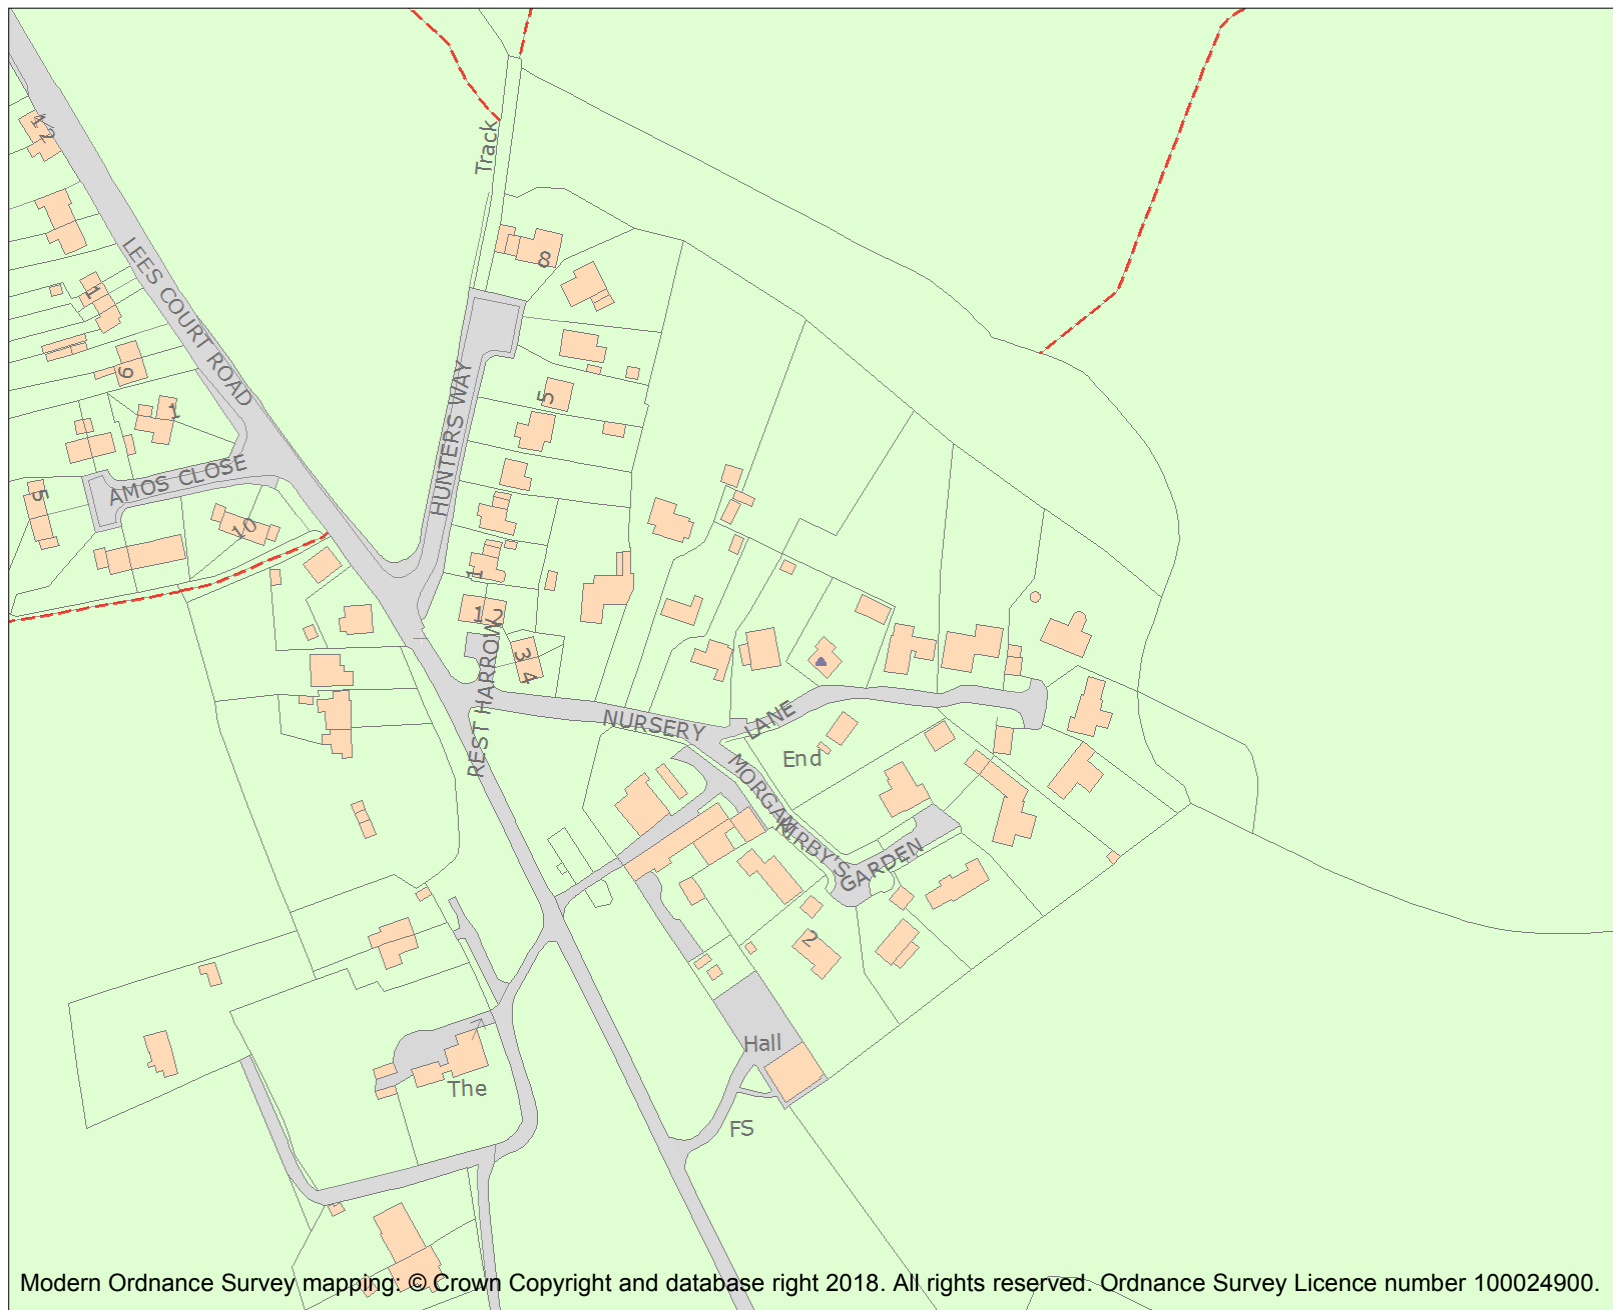 Track
12
8
LEES COURT ROAD
1
9
5
HUNTERS WAY
1
AMOS CLOSE
5
10
1
1 2
REST HARROW
3 4
NURSERY
LANE
End
MORGAN
KIRBY'S
GARDEN
2
Hall
The
FS
Modern Ordnance Survey mapping: © Crown Copyright and database right 2018. All rights reserved. Ordnance Survey Licence number 100024900.